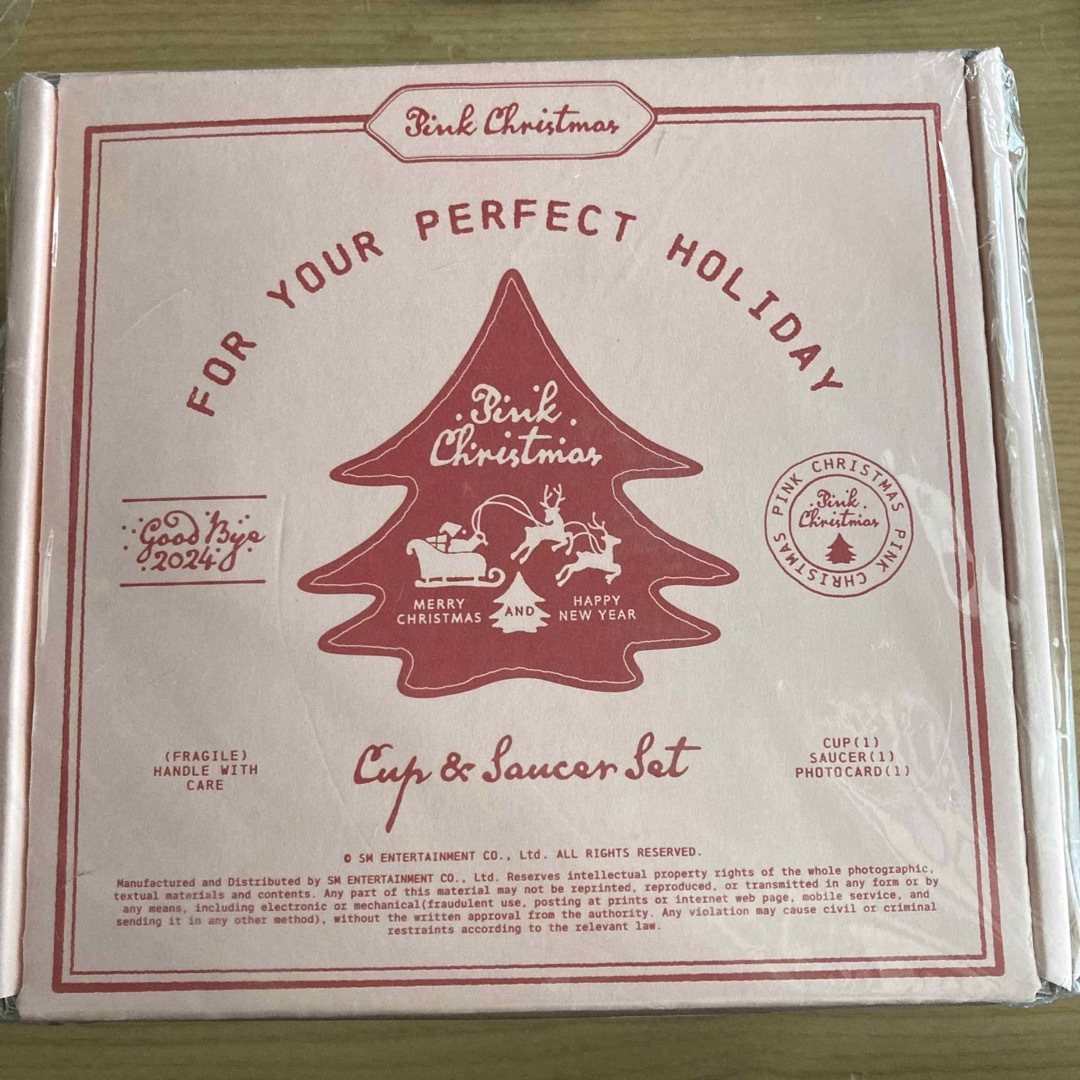 Pink Christmas
FOR YOUR PERFECT HOLIDAY
Pink
Christmas
MERRY
CHRISTMAS
AND
HAPPY
NEW YEAR
Good Bye
2024
PINK CHRISTMAS PINK CHRISTMAS
Pink
Christmas
(FRAGILE)
HANDLE WITH
CARE
Cup & Saucer Set
CUP(1)
SAUCER(1)
PHOTOCARD(1)
© SM ENTERTAINMENT CO., Ltd. ALL RIGHTS RESERVED.
Manufactured and Distributed by SM ENTERTAINMENT CO., Ltd. Reserves intellectual property rights of the whole photographic,
textual materials and contents. Any part of this material may not be reprinted, reproduced, or transmitted in any form or by
any means, including electronic or mechanical(fraudulent use, posting at prints or internet web page, mobile service, and
sending it in any other method), without the written approval from the authority. Any violation may cause civil or criminal
restraints according to the relevant law.